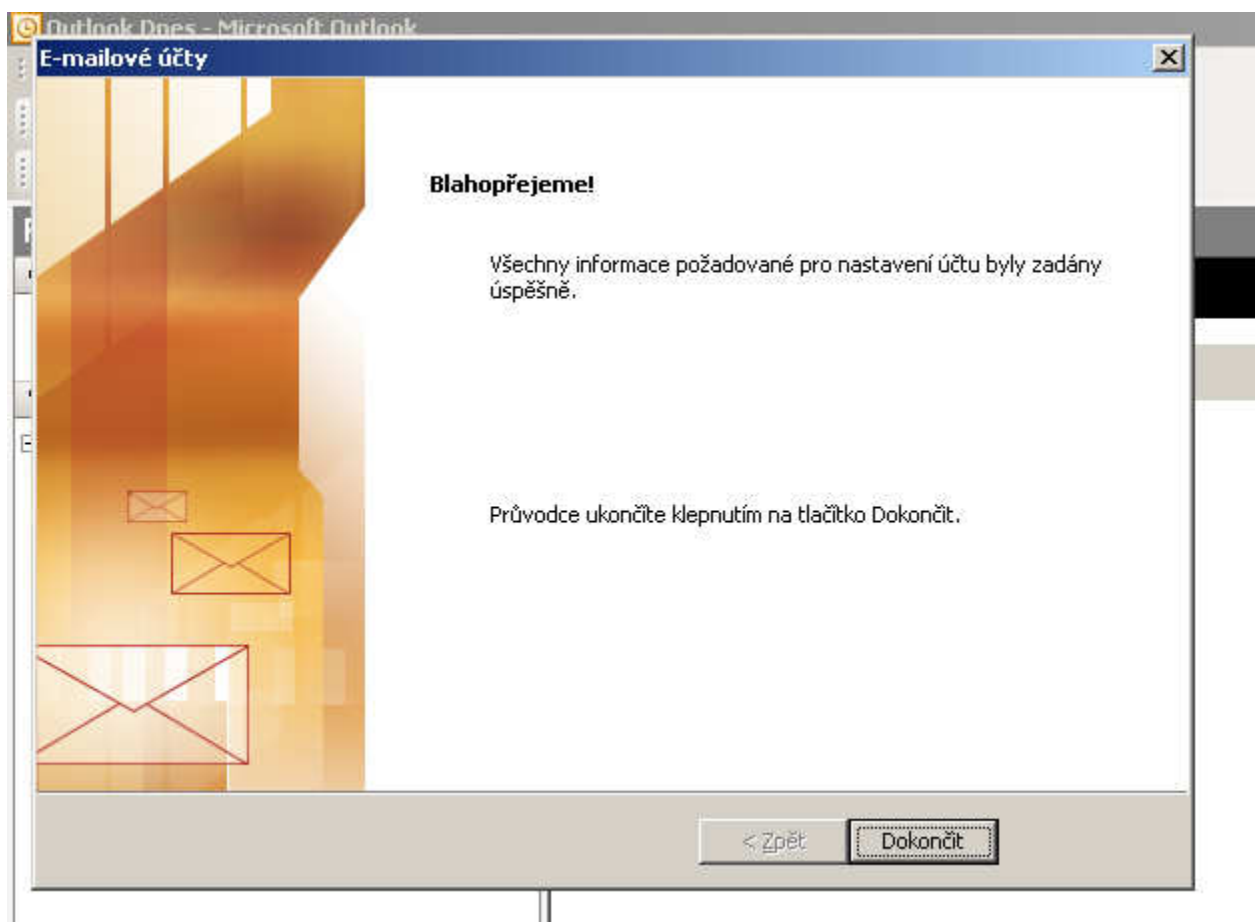 Outlook Dnes - Microsoft Outlook
E-mailové účty
Blahopřejeme!
Všechny informace požadované pro nastavení účtu byly zadány
úspěšně.
Průvodce ukončíte klepnutím na tlačítko Dokončit.
< Zpět
Dokončit